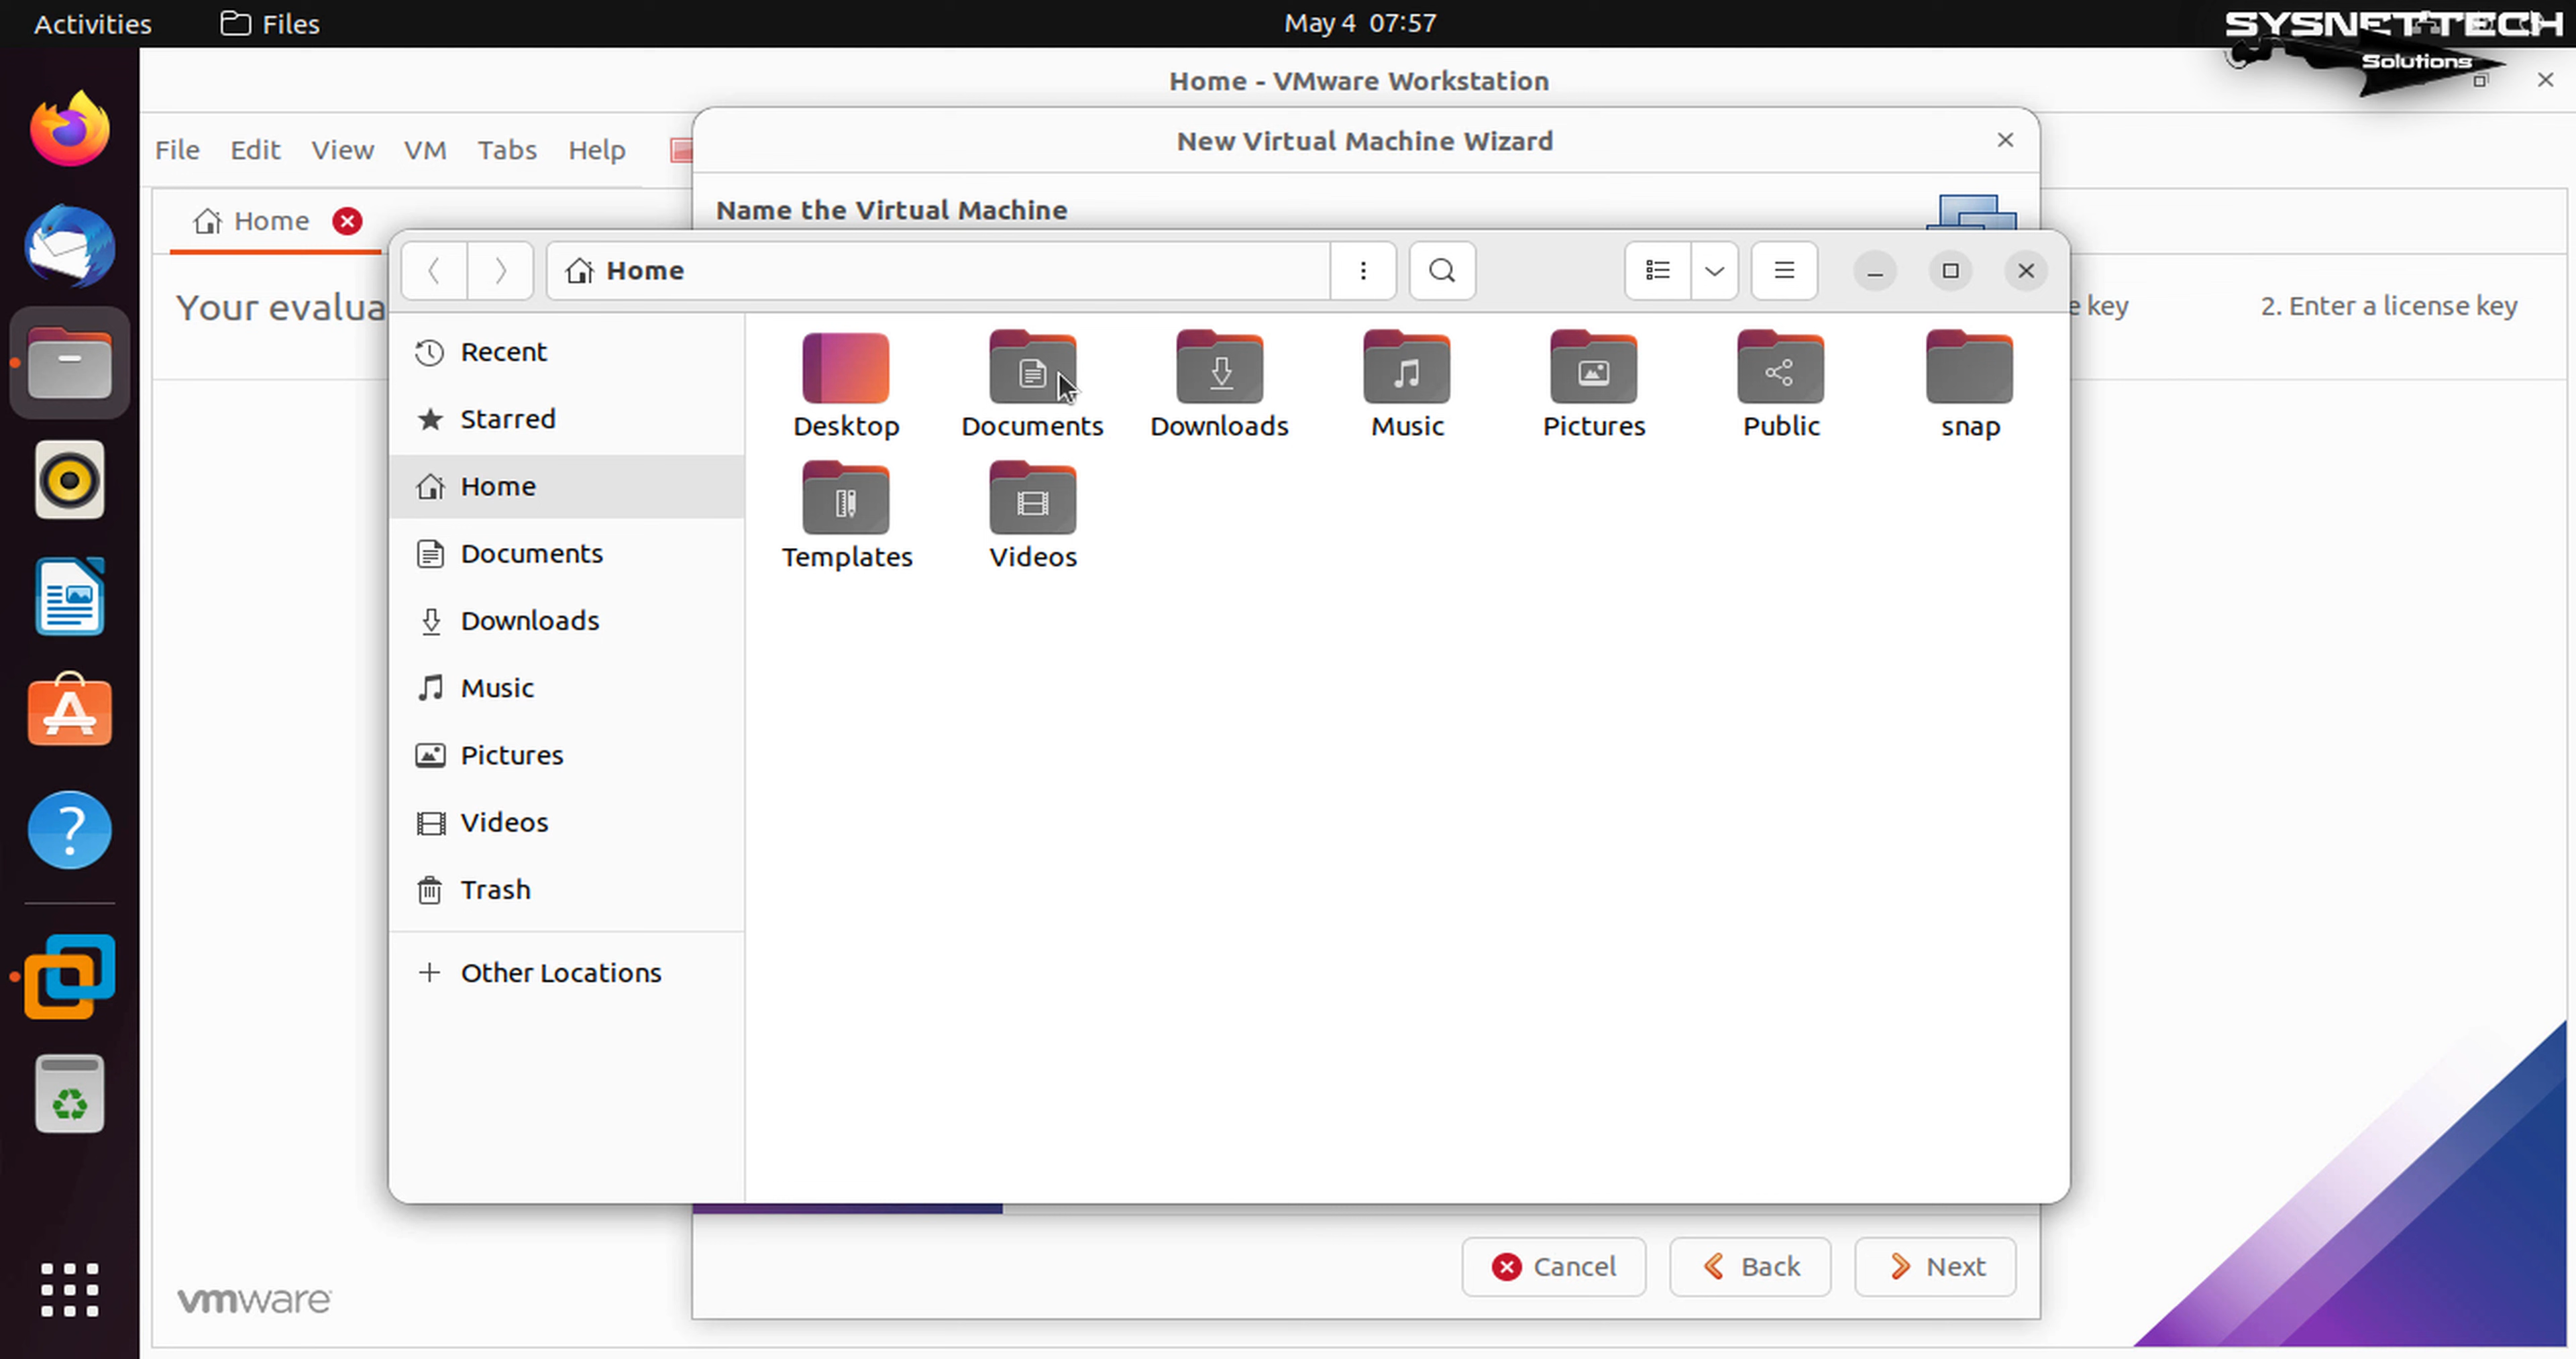 Activities
Files
May 4 07:57
SYSNETTECH
Solutions
Home - VMware Workstation
File Edit View VM Tabs Help
New Virtual Machine Wizard
Home
Name the Virtual Machine
Your evalua
e key
2. Enter a license key
Home
Recent
Starred
Home
Documents
Downloads
Music
Pictures
Videos
Trash
Other Locations
Desktop Documents Downloads Music Pictures Public snap
Templates Videos
Cancel Back Next
vmware